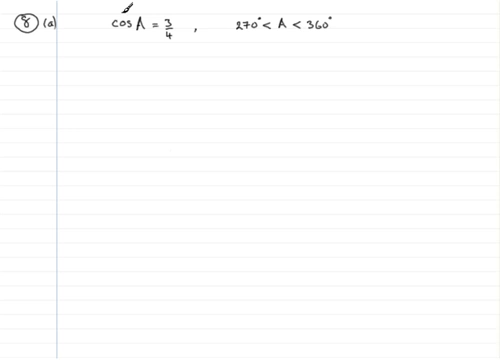 8 (a) cos A = 3/4 , 270° < A < 360°